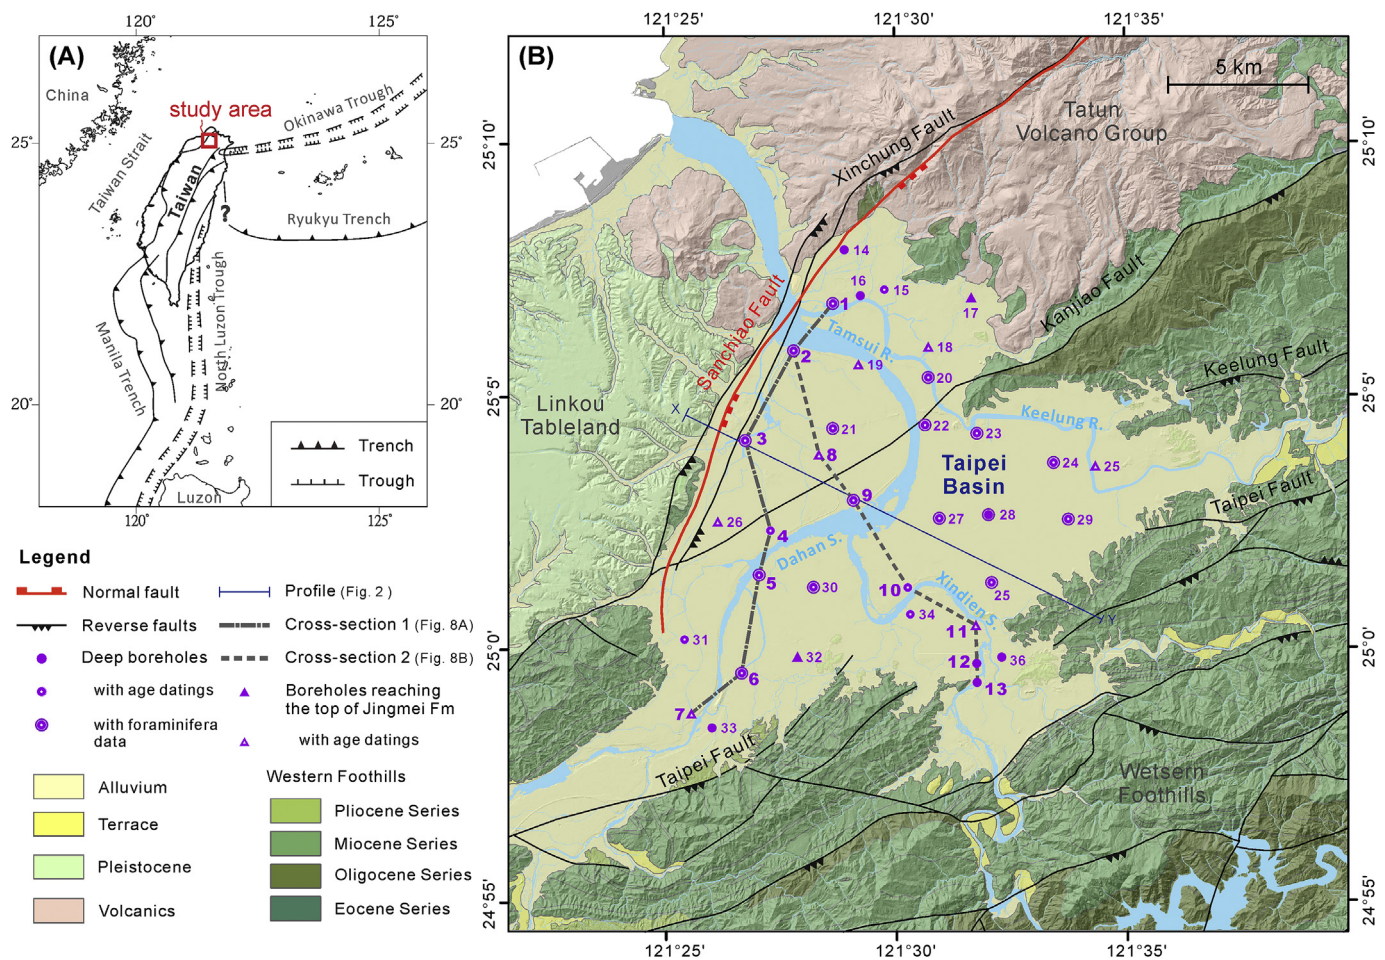 120°
125°
(A)
China
study area
Okinawa Trough
25°
25°
Taiwan Strait
Taiwan
?
Ryukyu Trench
North Luzon Trough
Manila Trench
20°
20°
Trench
Trough
Luzon
120°
125°
Legend
Normal fault
Profile (Fig. 2 )
Reverse faults
Cross-section 1 (Fig. 8A)
Deep boreholes
Cross-section 2 (Fig. 8B)
with age datings
Boreholes reaching
the top of Jingmei Fm
with foraminifera
data
with age datings
Alluvium
Western Foothills
Terrace
Pliocene Series
Pleistocene
Miocene Series
Oligocene Series
Volcanics
Eocene Series
121°25'
121°30'
121°35'
(B)
5 km
Tatun
Volcano Group
Xinchung Fault
25°10'
25°10'
14
16
15
17
1
Kanjiao Fault
Sanchiao Fault
Tamsui R.
2
18
19
20
Keelung Fault
25°5'
25°5'
Linkou
Tableland
X
3
21
22
23
Keelung R.
8
24
25
Taipei
Basin
Taipei Fault
9
26
27
28
29
4
Dahan S.
5
30
10
Xindien S.
25
34
11
Y
31
32
12
36
25°0'
25°0'
6
13
7
33
Taipei Fault
Wetsern
Foothills
24°55'
24°55'
121°25'
121°30'
121°35'